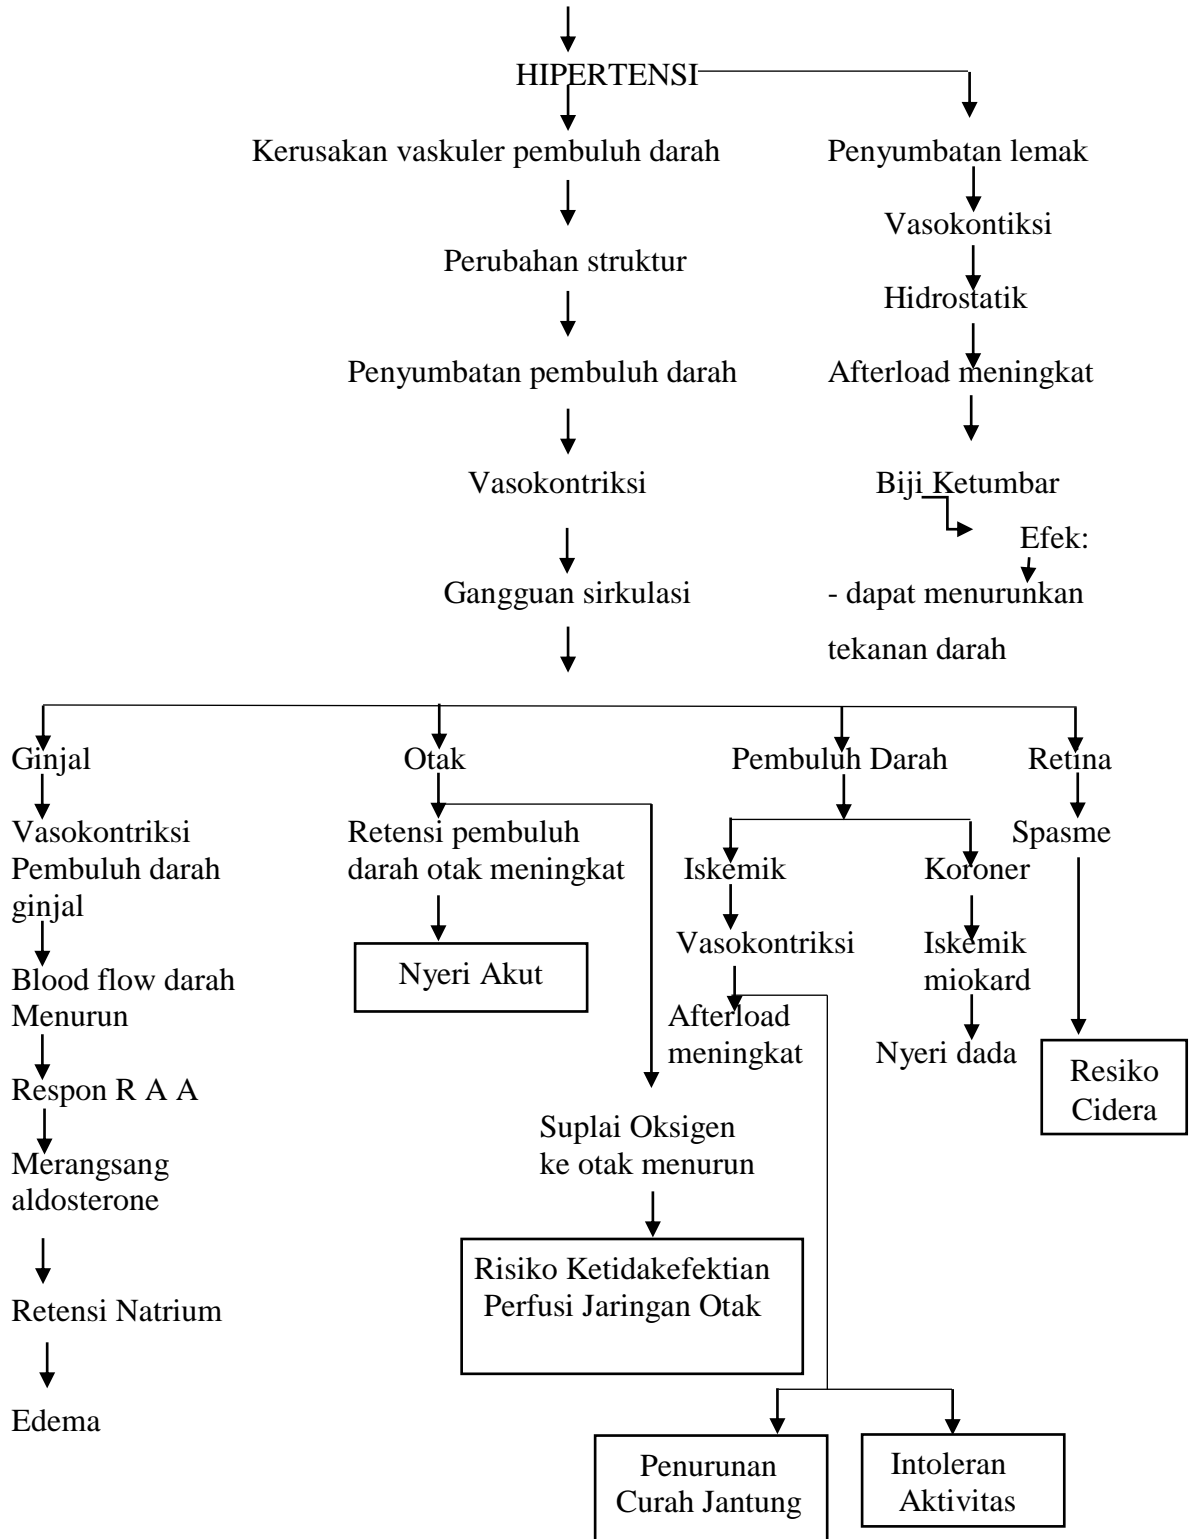 HIPERTENSI
Kerusakan vaskuler pembuluh darah
Penyumbatan lemak
Vasokontiksi
Perubahan struktur
Hidrostatik
Penyumbatan pembuluh darah
Afterload meningkat
Vasokontriksi
Biji Ketumbar
Efek:
Gangguan sirkulasi
- dapat menurunkan
tekanan darah
Ginjal
Otak
Pembuluh Darah
Retina
Vasokontriksi
Pembuluh darah
ginjal
Retensi pembuluh
darah otak meningkat
Iskemik
Koroner
Spasme
Nyeri Akut
Vasokontriksi
Iskemik
miokard
Blood flow darah
Menurun
Afterload
meningkat
Nyeri dada
Resiko
Cidera
Respon R A A
Suplai Oksigen
ke otak menurun
Merangsang
aldosterone
Risiko Ketidakefektian
Perfusi Jaringan Otak
Retensi Natrium
Edema
Penurunan
Curah Jantung
Intoleran
Aktivitas